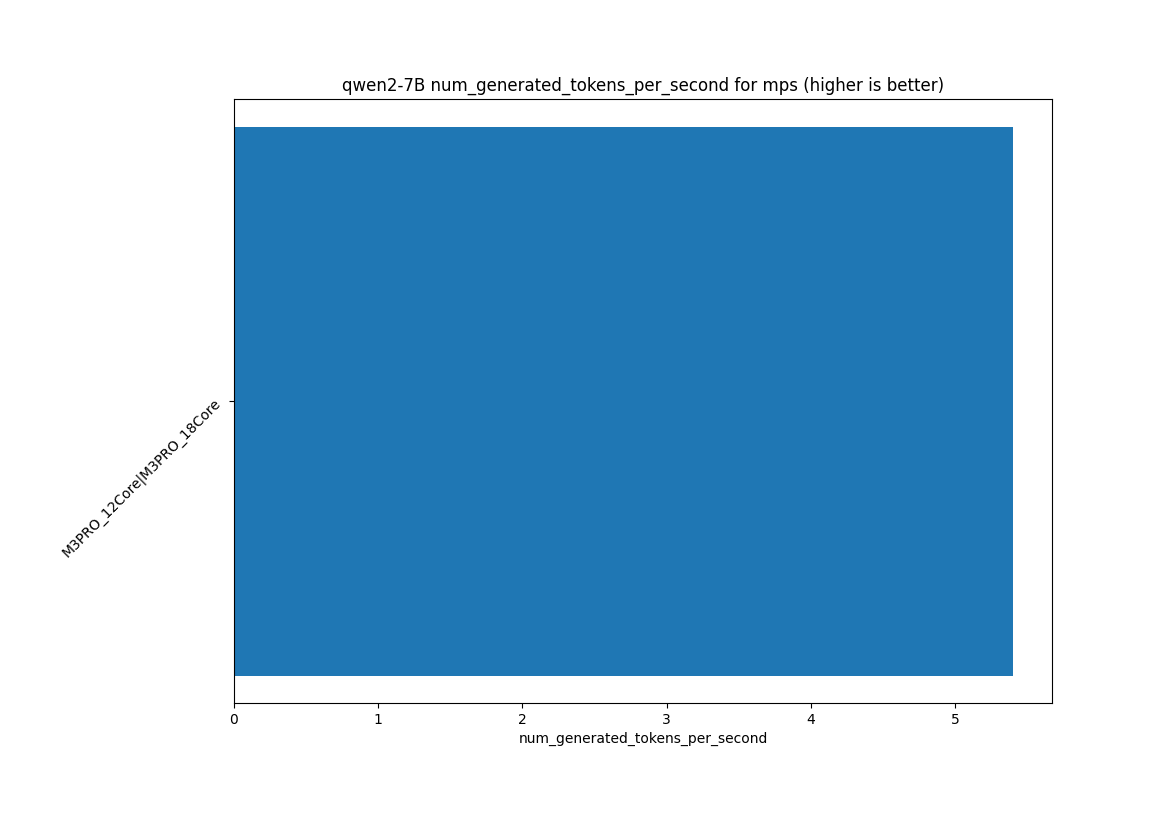 qwen2-7B num_generated_tokens_per_second for mps (higher is better)
M3PRO_12Core|M3PRO_18Core
0 1 2 3 4 5
num_generated_tokens_per_second